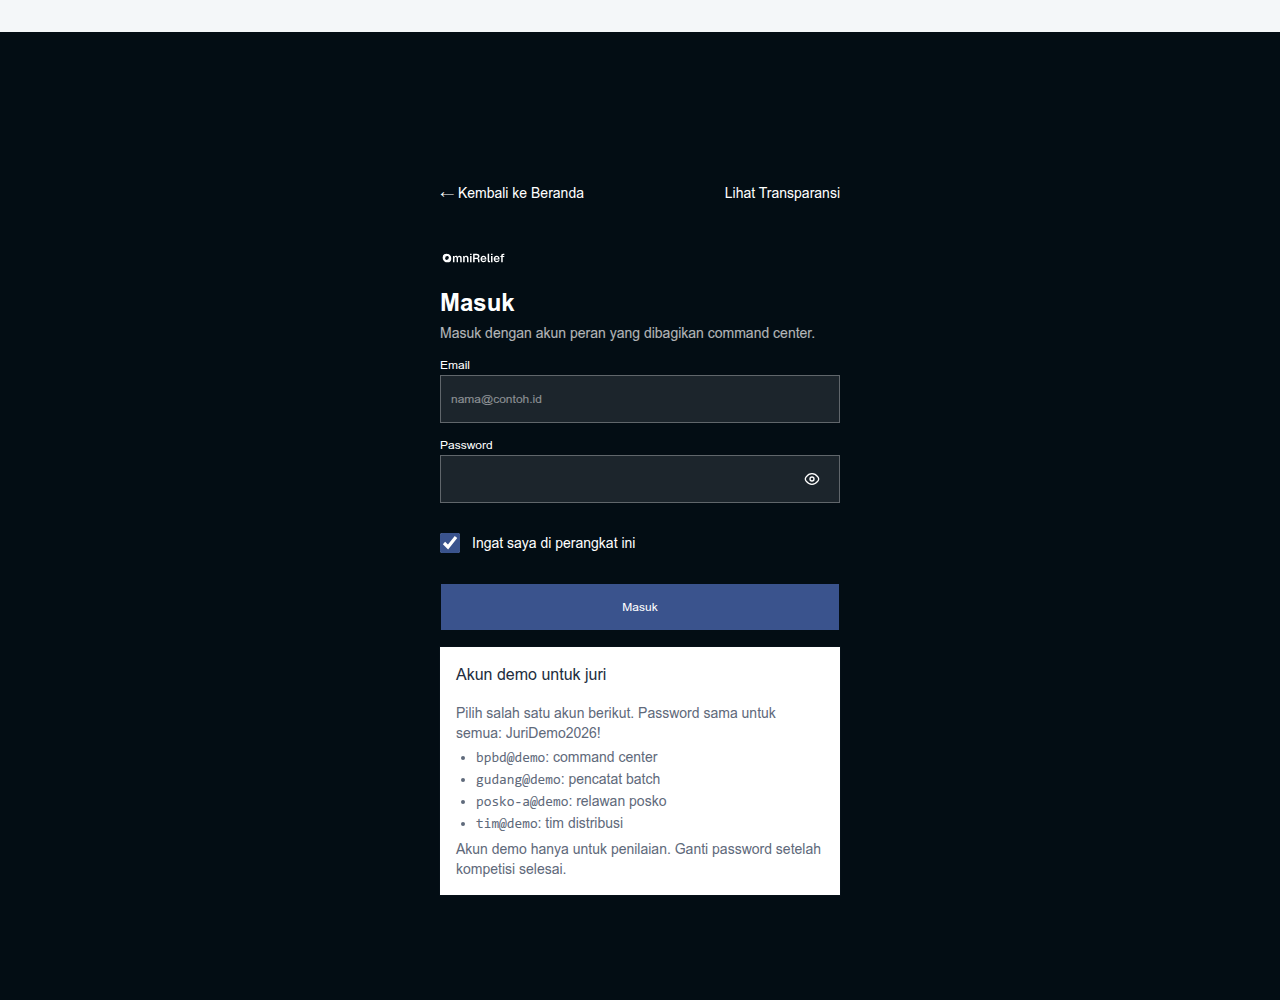 ← Kembali ke Beranda
Lihat Transparansi
OmniRelief
Masuk
Masuk dengan akun peran yang dibagikan command center.
Email
nama@contoh.id
Password
Ingat saya di perangkat ini
Masuk
Akun demo untuk juri
Pilih salah satu akun berikut. Password sama untuk
semua: JuriDemo2026!
• bpbd@demo: command center
• gudang@demo: pencatat batch
• posko-a@demo: relawan posko
• tim@demo: tim distribusi
Akun demo hanya untuk penilaian. Ganti password setelah
kompetisi selesai.